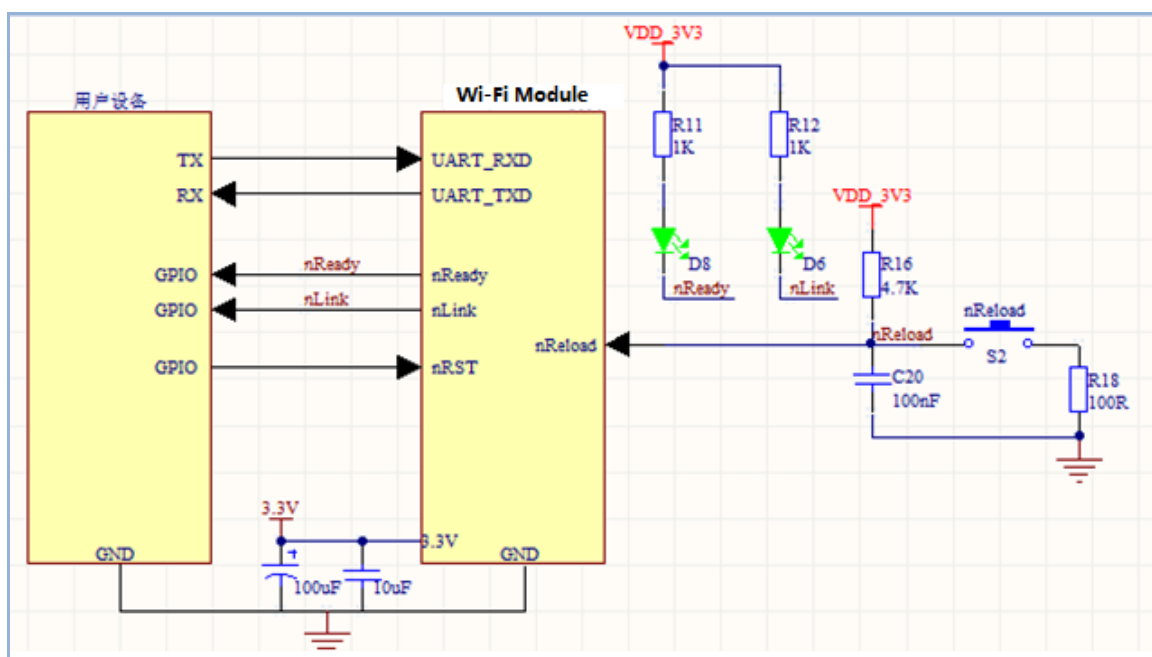 VDD_3V3
用户设备
Wi-Fi Module
R11
1K
R12
1K
TX
UART_RXD
RX
UART_TXD
VDD_3V3
D8
D6
R16
4.7K
GPIO
nReady
nReady
nReady
nLink
GPIO
nLink
nLink
nReload
nReload
nReload
S2
GPIO
nRST
C20
100nF
R18
100R
3.3V
3.3V
GND
GND
+
100uF
10uF